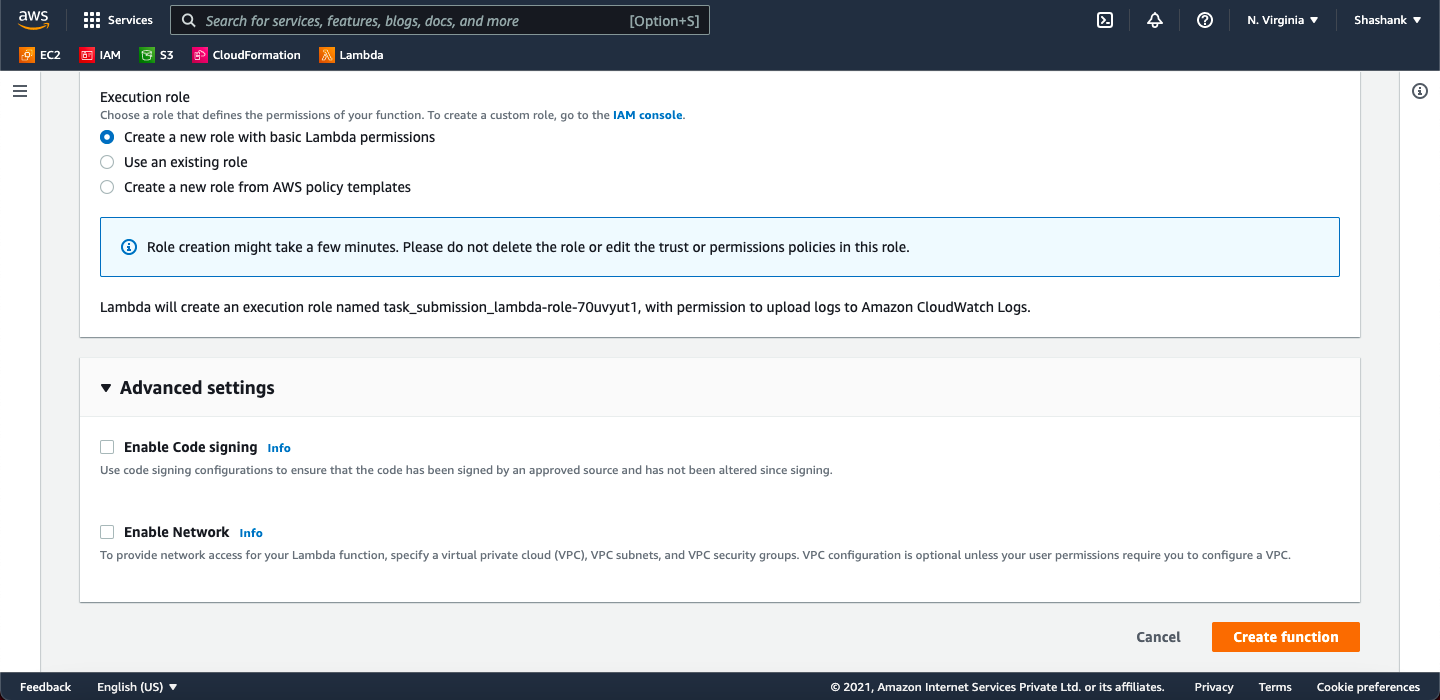 aws Services Search for services, features, blogs, docs, and more [Option+S] N. Virginia ▼ Shashank ▼
EC2 IAM S3 CloudFormation Lambda
Execution role
Choose a role that defines the permissions of your function. To create a custom role, go to the IAM console.
Create a new role with basic Lambda permissions
Use an existing role
Create a new role from AWS policy templates
Role creation might take a few minutes. Please do not delete the role or edit the trust or permissions policies in this role.
Lambda will create an execution role named task_submission_lambda-role-70uvyut1, with permission to upload logs to Amazon CloudWatch Logs.
▼ Advanced settings
Enable Code signing Info
Use code signing configurations to ensure that the code has been signed by an approved source and has not been altered since signing.
Enable Network Info
To provide network access for your Lambda function, specify a virtual private cloud (VPC), VPC subnets, and VPC security groups. VPC configuration is optional unless your user permissions require you to configure a VPC.
Cancel Create function
Feedback English (US) ▼ © 2021, Amazon Internet Services Private Ltd. or its affiliates. Privacy Terms Cookie preferences